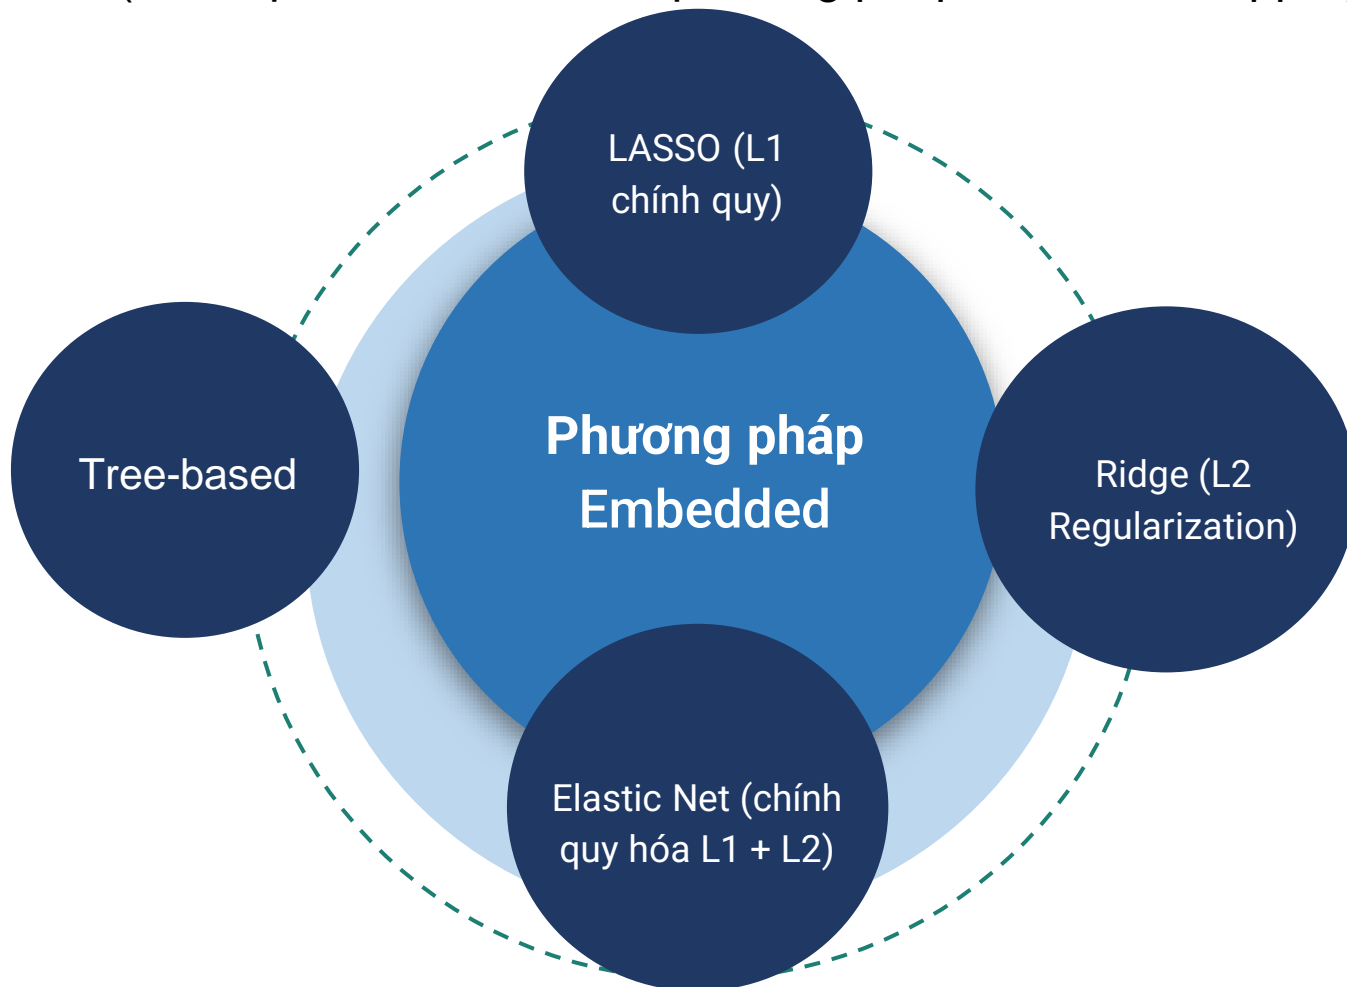 LASSO (L1
chính quy)
Phương pháp
Embedded
Tree-based
Ridge (L2
Regularization)
Elastic Net (chính
quy hóa L1 + L2)